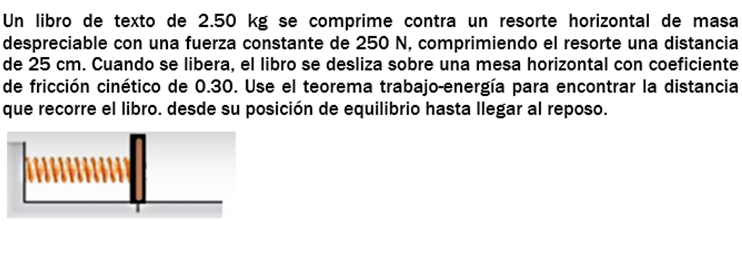 Un libro de texto de 2.50 kg se comprime contra un resorte horizontal de masa
despreciable con una fuerza constante de 250 N, comprimiendo el resorte una distancia
de 25 cm. Cuando se libera, el libro se desliza sobre una mesa horizontal con coeficiente
de fricción cinético de 0.30. Use el teorema trabajo-energía para encontrar la distancia
que recorre el libro. desde su posición de equilibrio hasta llegar al reposo.